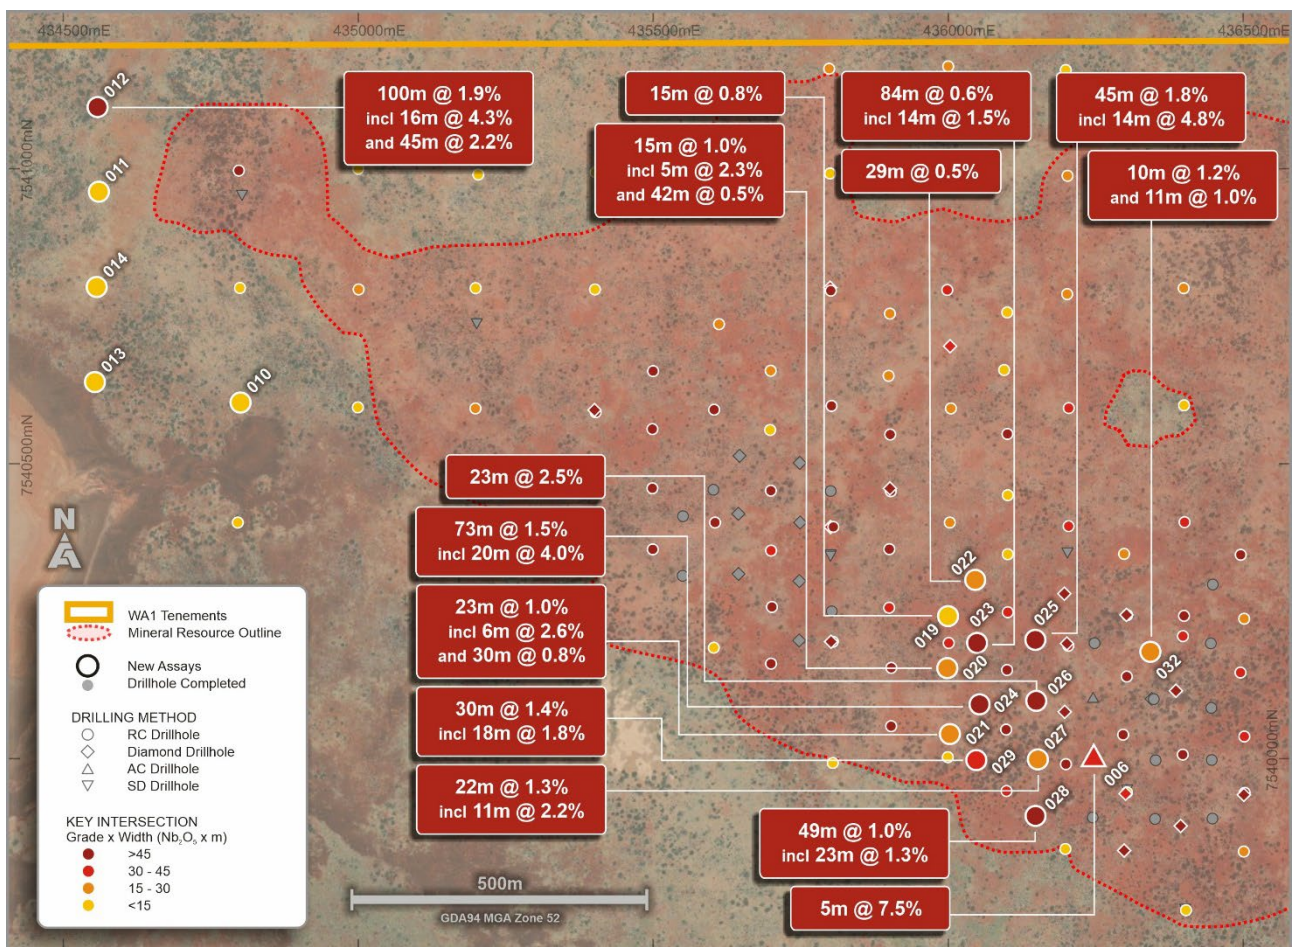 434500mE
435000mE
435500mE
436000mE
436500mE
012
100m @ 1.9%
incl 16m @ 4.3%
and 45m @ 2.2%
15m @ 0.8%
84m @ 0.6%
incl 14m @ 1.5%
45m @ 1.8%
incl 14m @ 4.8%
15m @ 1.0%
incl 5m @ 2.3%
and 42m @ 0.5%
29m @ 0.5%
10m @ 1.2%
and 11m @ 1.0%
7541000mN
011
014
013
010
7540500mN
23m @ 2.5%
73m @ 1.5%
incl 20m @ 4.0%
23m @ 1.0%
incl 6m @ 2.6%
and 30m @ 0.8%
30m @ 1.4%
incl 18m @ 1.8%
22m @ 1.3%
incl 11m @ 2.2%
022
019
023
025
020
032
024
026
021
027
029
006
028
7540000mN
49m @ 1.0%
incl 23m @ 1.3%
5m @ 7.5%
N
WA1 Tenements
Mineral Resource Outline
New Assays
Drillhole Completed
DRILLING METHOD
RC Drillhole
Diamond Drillhole
AC Drillhole
SD Drillhole
KEY INTERSECTION
Grade x Width (Nb₂O₅ x m)
>45
30 - 45
15 - 30
<15
500m
GDA94 MGA Zone 52